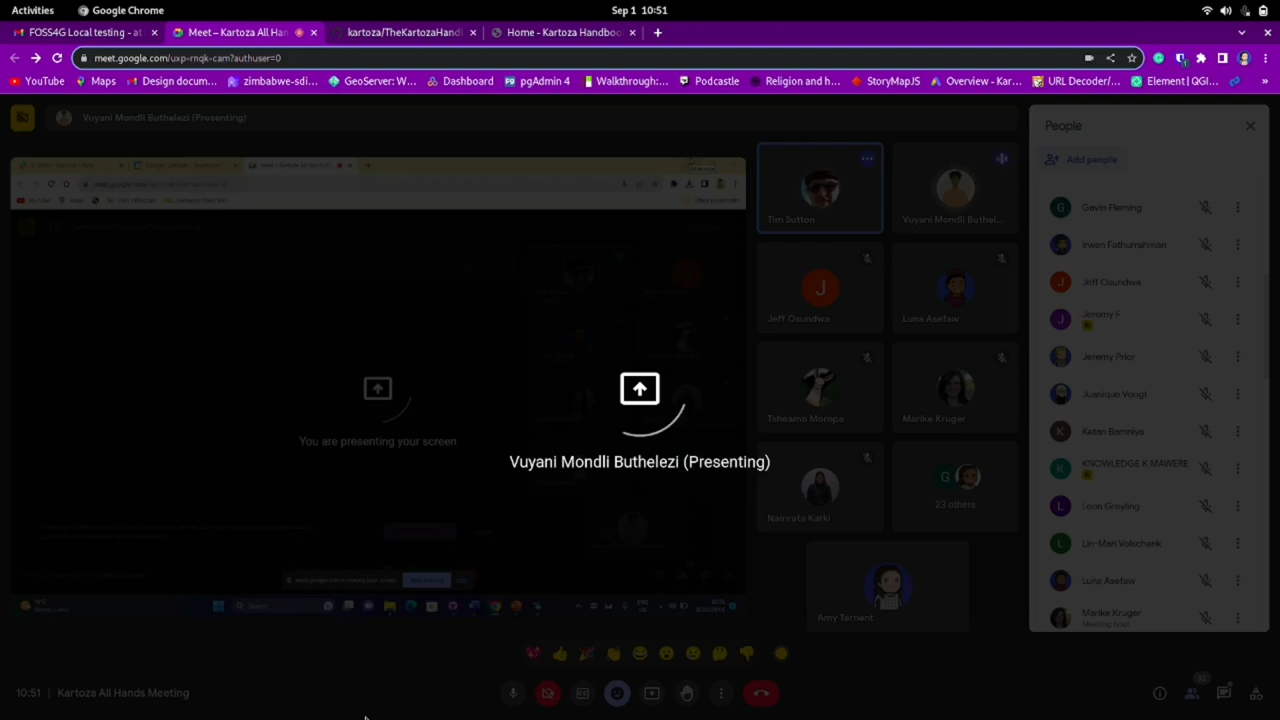 Activities
Google Chrome
Sep 1 10:51
FOSS4G Local testing - at
Meet – Kartoza All Han
kartoza/TheKartozaHandl
Home - Kartoza Handboo
meet.google.com/uxp-rnqk-cam?authuser=0
YouTube
Maps
Design docum...
zimbabwe-sdi...
GeoServer: W...
Dashboard
pgAdmin 4
Walkthrough:...
Podcastle
Religion and h...
StoryMapJS
Overview - Kar...
URL Decoder/...
Element | QGI...
Vuyani Mondli Buthelezi (Presenting)
You are presenting your screen
Search
Tim Sutton
Vuyani Mondli Buthel...
J
Jeff Osundwa
Luna Asefaw
Tsheamo Moropa
Marike Kruger
Namrata Karki
G
23 others
Amy Ternent
Vuyani Mondli Buthelezi (Presenting)
People
Add people
G
Gavin Fleming
Irwan Fathurrahman
J
Jeff Osundwa
J
Jeremy F
Jeremy Prior
Juanique Voogt
Ketan Bamniya
K
KNOWLEDGE K MAWERE
L
Leon Greyling
L
Lin-Mari Volschenk
Luna Asefaw
Marike Kruger
Meeting host
10:51 | Kartoza All Hands Meeting
32